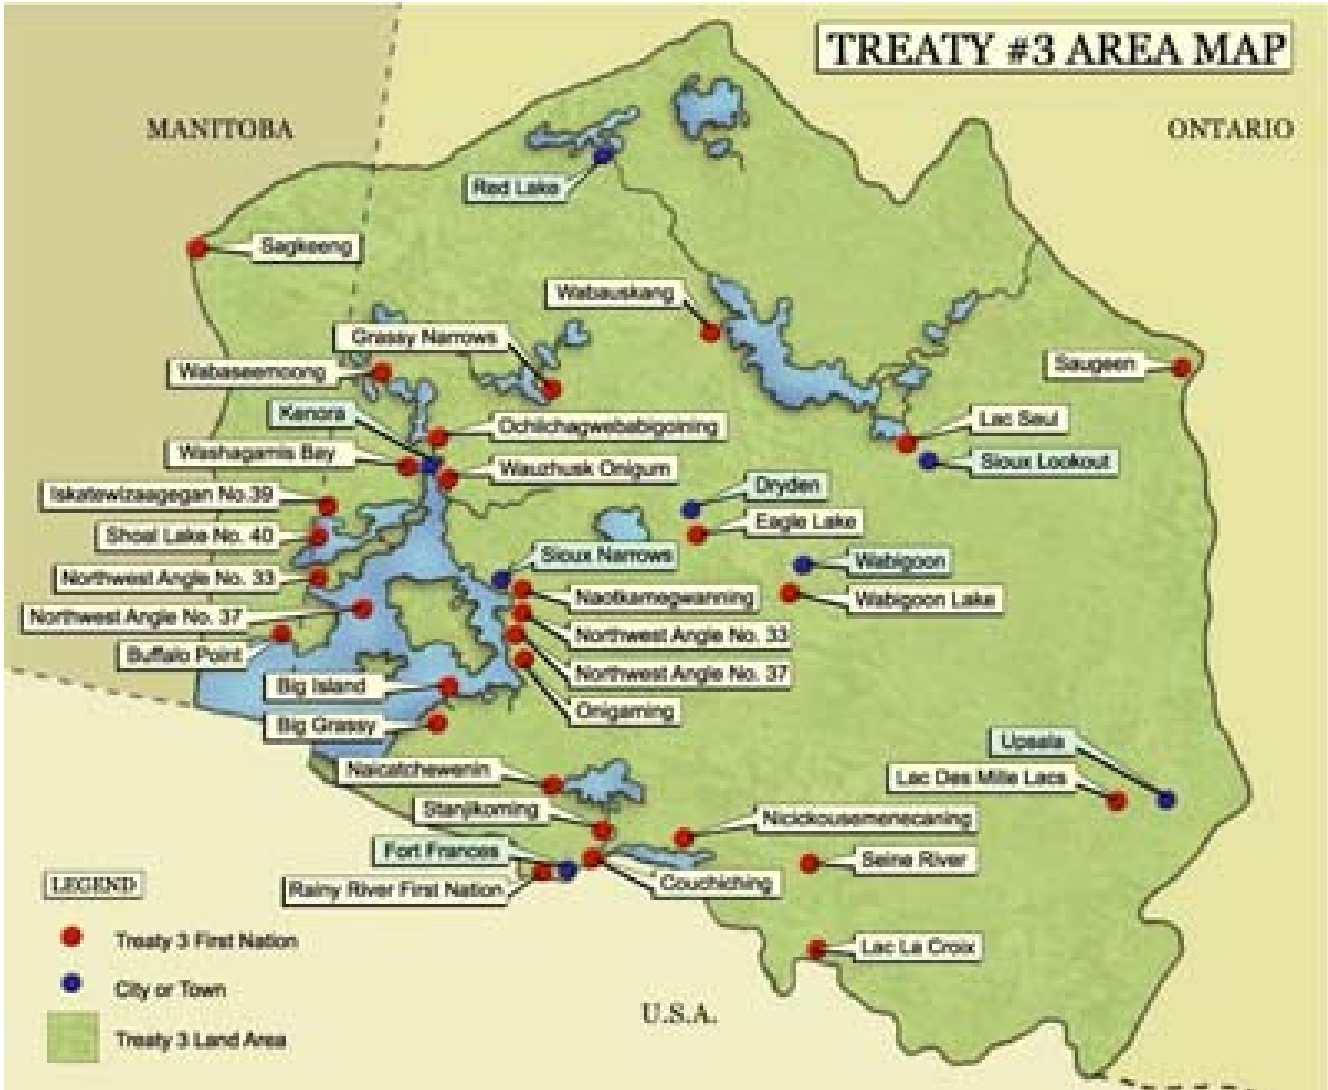 TREATY #3 AREA MAP
MANITOBA
ONTARIO
Red Lake
Sagkeeng
Wabauskang
Grassy Narrows
Saugeen
Wabaseemoong
Kenora
Ochiichagwebabigoining
Lac Seul
Washagamis Bay
Wauzhusk Onigum
Sioux Lookout
Iskatewizaagegan No.39
Dryden
Shoal Lake No. 40
Eagle Lake
Sioux Narrows
Wabigoon
Northwest Angle No. 33
Naotkamegwanning
Wabigoon Lake
Northwest Angle No. 37
Northwest Angle No. 33
Buffalo Point
Northwest Angle No. 37
Big Island
Onigaming
Big Grassy
Upsala
Naicatchewenin
Lac Des Mille Lacs
Stanjikoming
Nicickousemenecaning
Fort Frances
Seine River
Rainy River First Nation
Couchiching
LEGEND
Treaty 3 First Nation
Lac La Croix
City or Town
U.S.A.
Treaty 3 Land Area